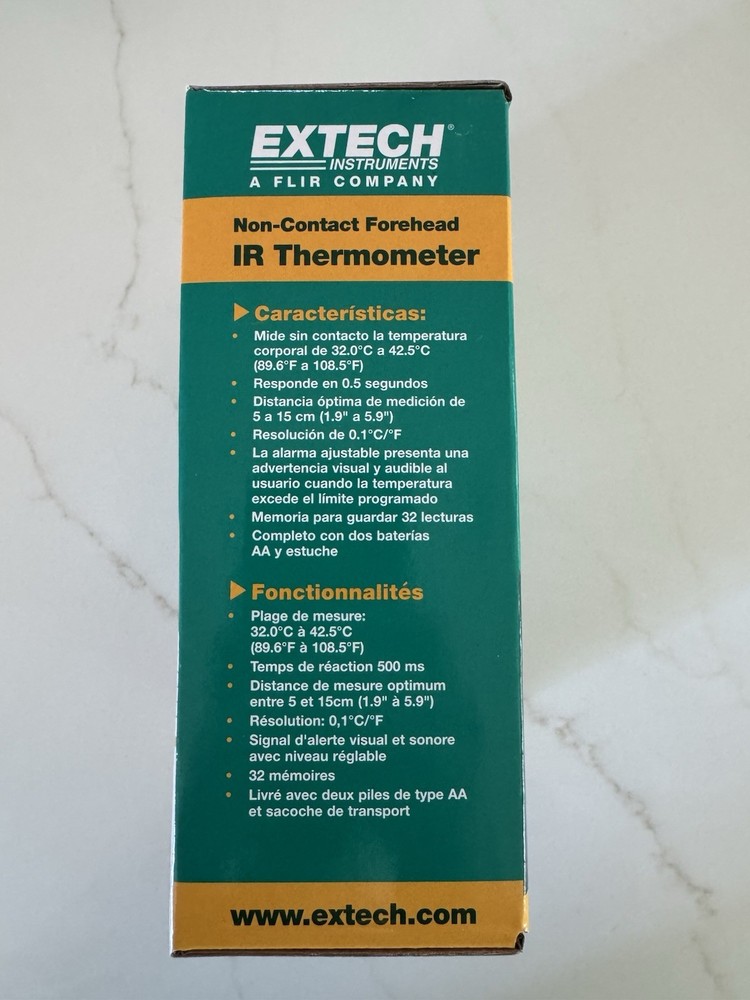 EXTECH®
INSTRUMENTS
A FLIR COMPANY
Non-Contact Forehead
IR Thermometer
Características:
• Mide sin contacto la temperatura
corporal de 32.0°C a 42.5°C
(89.6°F a 108.5°F)
• Responde en 0.5 segundos
• Distancia óptima de medición de
5 a 15 cm (1.9" a 5.9")
• Resolución de 0.1°C/°F
• La alarma ajustable presenta una
advertencia visual y audible al
usuario cuando la temperatura
excede el límite programado
• Memoria para guardar 32 lecturas
• Completo con dos baterías
AA y estuche
Fonctionnalités
• Plage de mesure:
32.0°C à 42.5°C
(89.6°F à 108.5°F)
• Temps de réaction 500 ms
• Distance de mesure optimum
entre 5 et 15cm (1.9" à 5.9")
• Résolution: 0,1°C/°F
• Signal d'alerte visual et sonore
avec niveau réglable
• 32 mémoires
• Livré avec deux piles de type AA
et sacoche de transport
www.extech.com